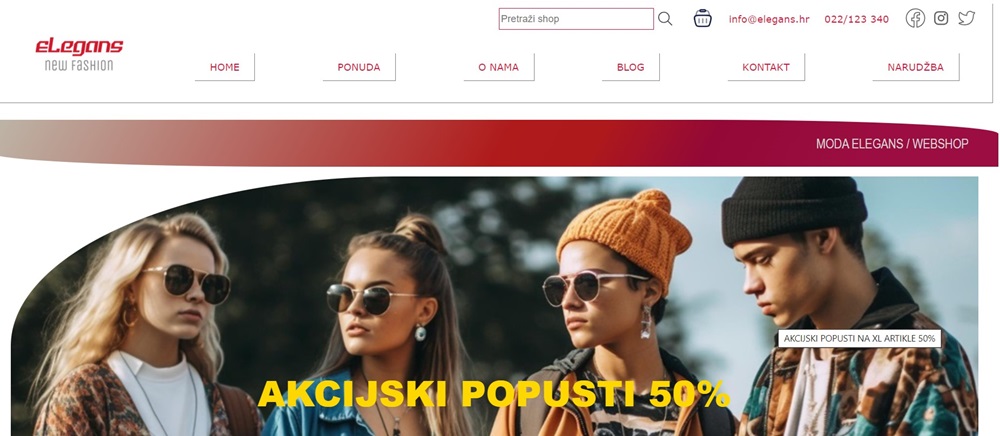 Pretraži shop
info@elegans.hr
022/123 340
eLegans
new Fashion
HOME
PONUDA
O NAMA
BLOG
KONTAKT
NARUDŽBA
MODA ELEGANS / WEBSHOP
AKCIJSKI POPUSTI NA XL ARTIKLE 50%
AKCIJSKI POPUSTI 50%